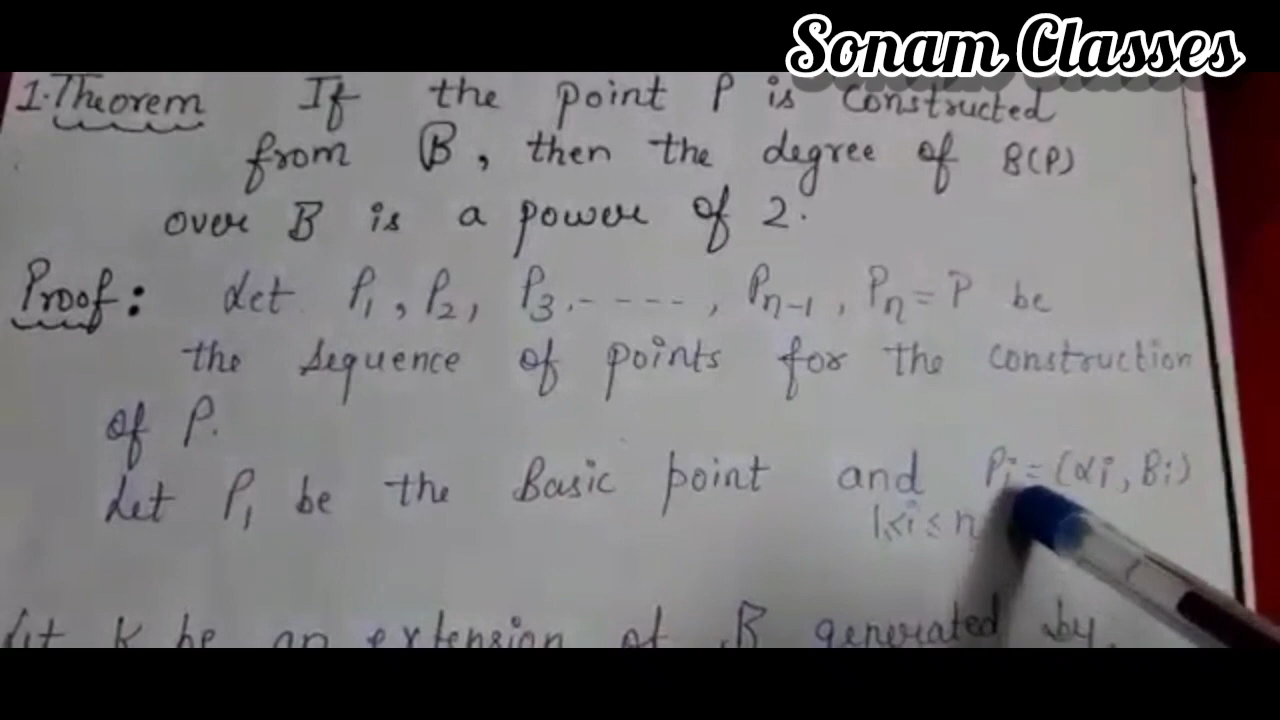 Sonam Classes
1. Theorem If the point P is constructed
from B, then the degree of B(P)
over B is a power of 2.
Proof: Let P1, P2, P3, ‑ ‑ ‑ ‑ ‑, Pn-1, Pn = P be
the sequence of points for the construction
of P.
Let P1 be the Basic point and Pi = (αi, Bi)
1<i≤n
Let K be an extension of B generated by